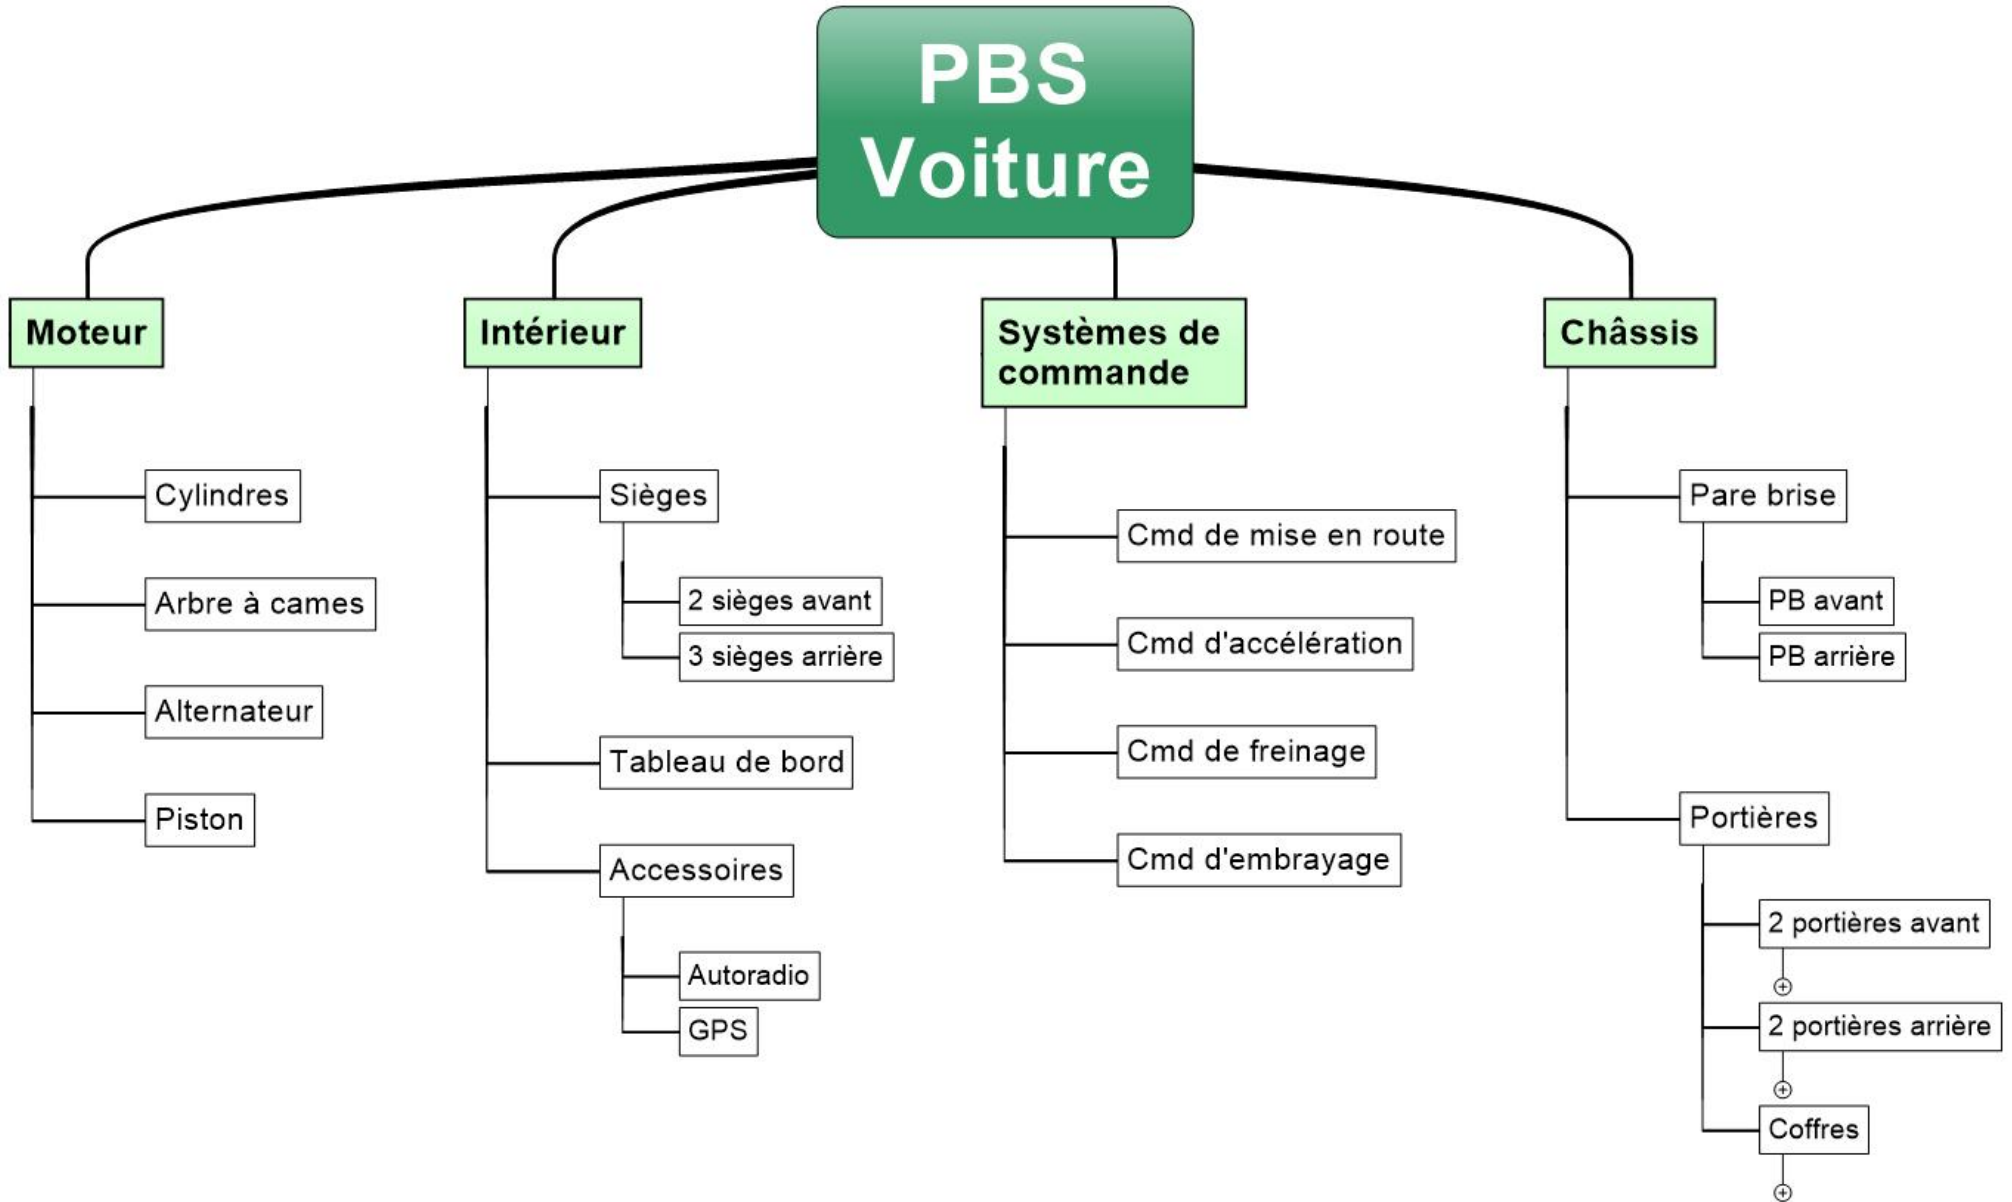 PBS
Voiture
Moteur
Cylindres
Arbre à cames
Alternateur
Piston
Intérieur
Sièges
2 sièges avant
3 sièges arrière
Tableau de bord
Accessoires
Autoradio
GPS
Systèmes de
commande
Cmd de mise en route
Cmd d'accélération
Cmd de freinage
Cmd d'embrayage
Châssis
Pare brise
PB avant
PB arrière
Portières
2 portières avant
2 portières arrière
Coffres